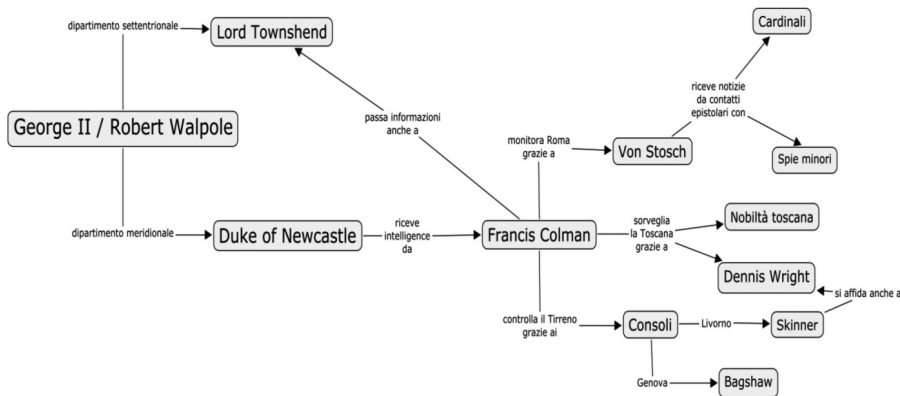 dipartimento settentrionale
Lord Townshend
Cardinali
George II / Robert Walpole
passa informazioni
anche a
riceve notizie
da contatti
epistolari con
monitora Roma
grazie a
Von Stosch
Spie minori
dipartimento meridionale
Duke of Newcastle
riceve
intelligence
da
Francis Colman
sorveglia
la Toscana
grazie a
Nobiltà toscana
Dennis Wright
si affida anche a
controlla il Tirreno
grazie ai
Consoli
Livorno
Skinner
Genova
Bagshaw